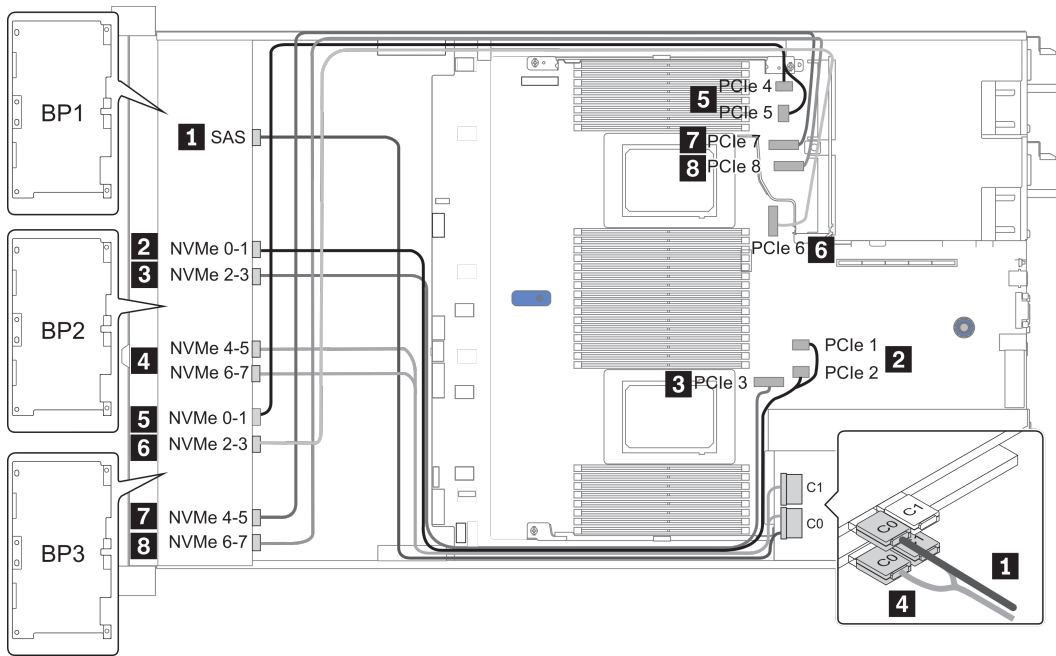 BP1
1 SAS
2 NVMe 0-1
3 NVMe 2-3
BP2
4 NVMe 4-5
NVMe 6-7
5 NVMe 0-1
6 NVMe 2-3
BP3
7 NVMe 4-5
8 NVMe 6-7
PCIe 4
5
PCIe 5
7 PCIe 7
8 PCIe 8
PCIe 6 6
PCIe 1
2
PCIe 2
3 PCIe 3
C1
C0
C1
C0
C0
1
4